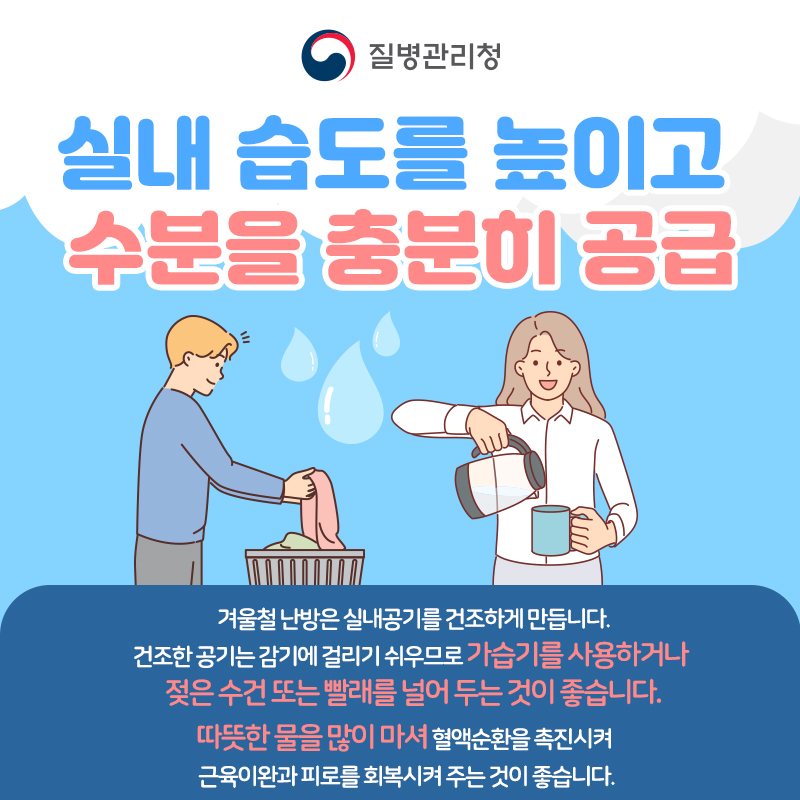 질병관리청
실내 습도를 높이고
수분을 충분히 공급
겨울철 난방은 실내공기를 건조하게 만듭니다.
건조한 공기는 감기에 걸리기 쉬우므로 가습기를 사용하거나
젖은 수건 또는 빨래를 널어 두는 것이 좋습니다.
따뜻한 물을 많이 마셔 혈액순환을 촉진시켜
근육이완과 피로를 회복시켜 주는 것이 좋습니다.